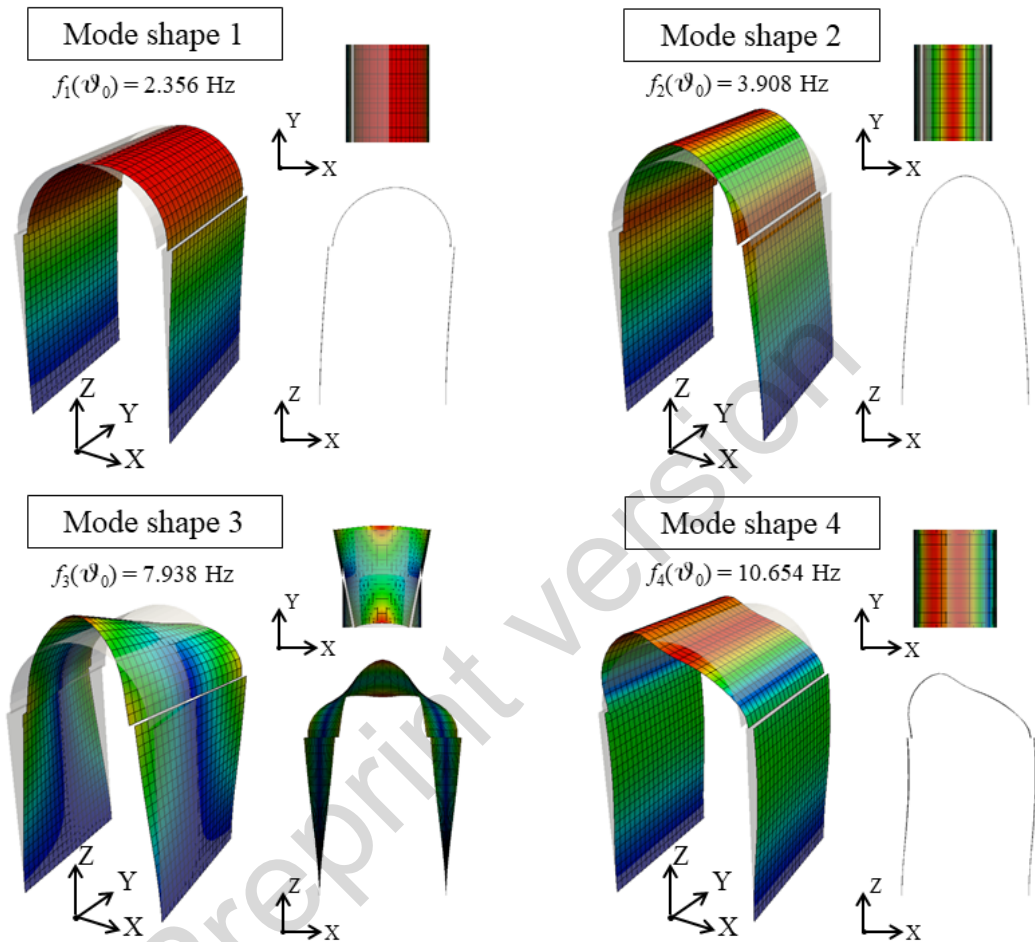 Mode shape 1
f₁(ϑ₀) = 2.356 Hz
Y
X
Z
Y
X
Z
X
Mode shape 2
f₂(ϑ₀) = 3.908 Hz
Y
X
Z
Y
X
Z
X
Mode shape 3
f₃(ϑ₀) = 7.938 Hz
Y
X
Z
Y
X
Z
X
Mode shape 4
f₄(ϑ₀) = 10.654 Hz
Y
X
Z
Y
X
Z
X
Preprint version